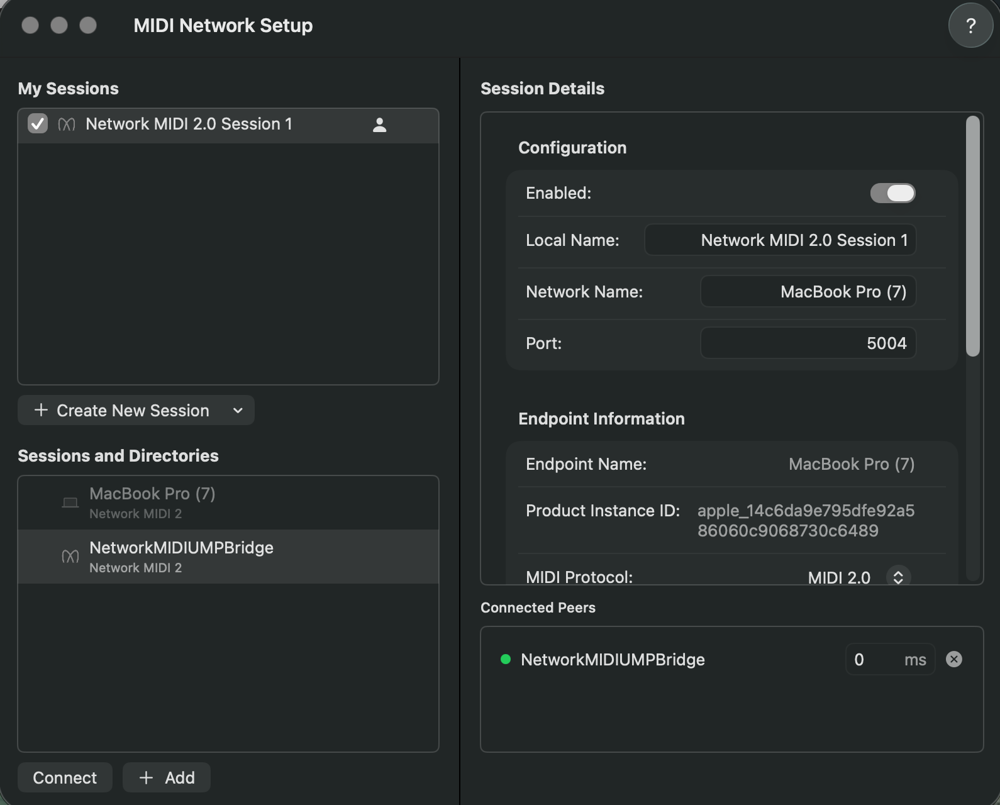 MIDI Network Setup
?
My Sessions
Network MIDI 2.0 Session 1
Create New Session
Sessions and Directories
MacBook Pro (7)
Network MIDI 2
NetworkMIDIUMPBridge
Network MIDI 2
Connect
Add
Session Details
Configuration
Enabled:
Local Name: Network MIDI 2.0 Session 1
Network Name: MacBook Pro (7)
Port: 5004
Endpoint Information
Endpoint Name: MacBook Pro (7)
Product Instance ID: apple_14c6da9e795dfe92a5
86060c9068730c6489
MIDI Protocol: MIDI 2.0
Connected Peers
NetworkMIDIUMPBridge 0 ms